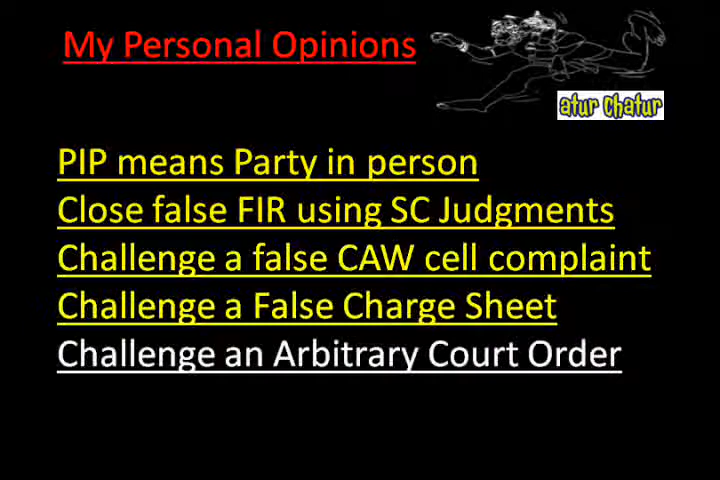 My Personal Opinions
atur chatur
PIP means Party in person
Close false FIR using SC Judgments
Challenge a false CAW cell complaint
Challenge a False Charge Sheet
Challenge an Arbitrary Court Order